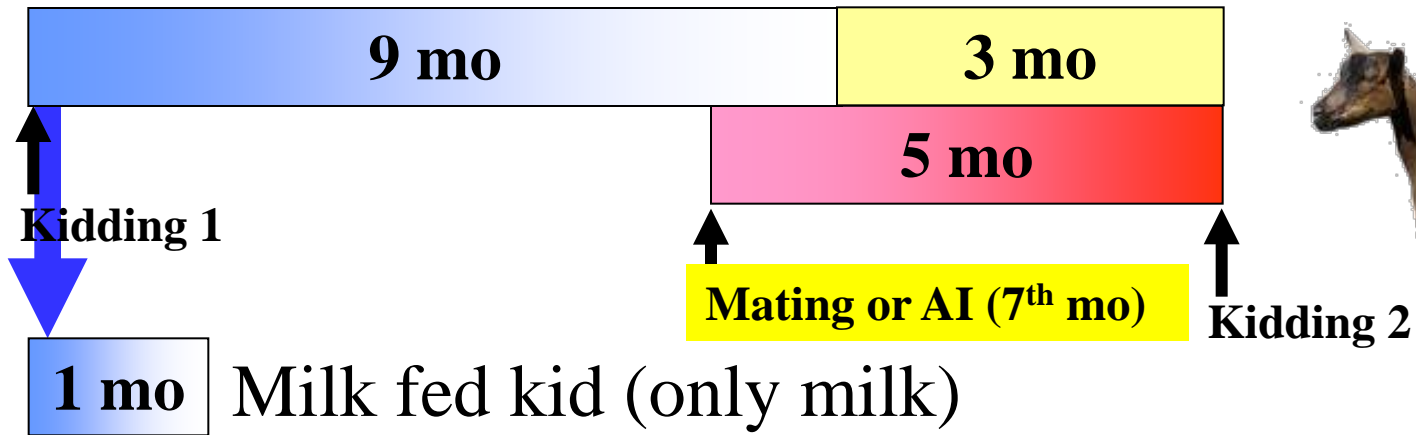 9 mo 3 mo
5 mo
Kidding 1
Mating or AI (7th mo)
Kidding 2
1 mo Milk fed kid (only milk)